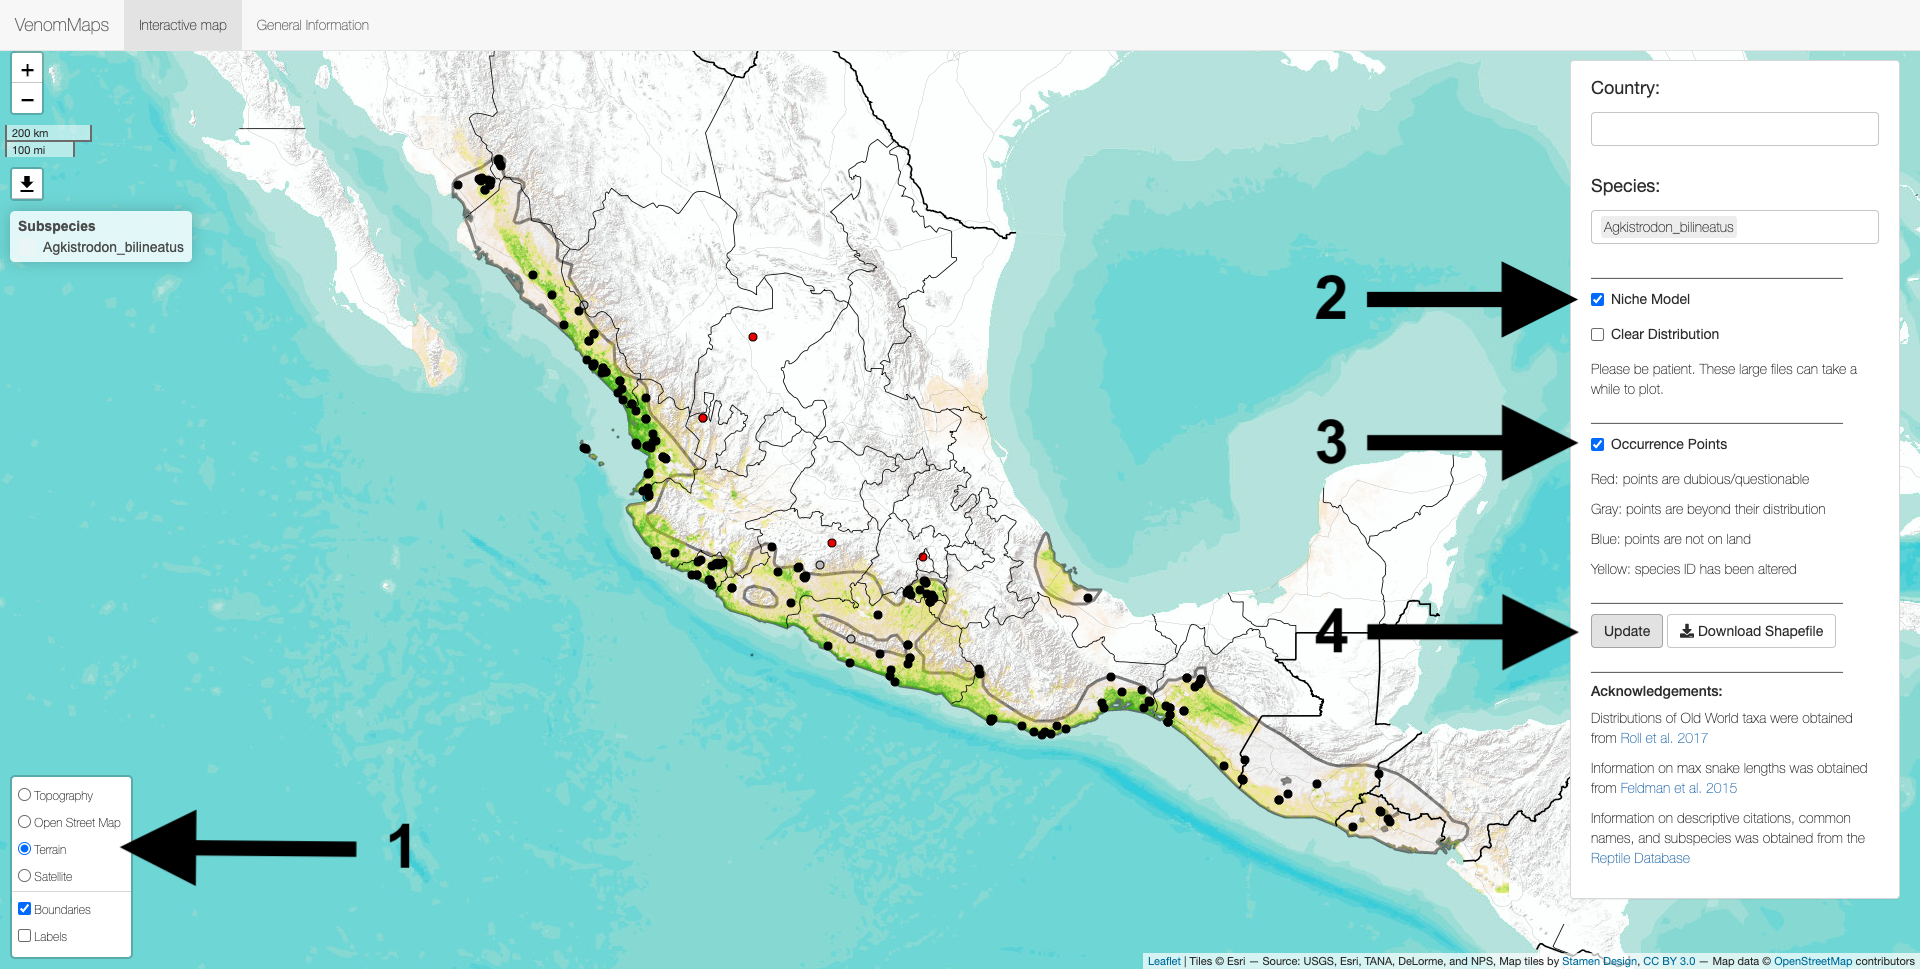 VenomMaps
Interactive map
General Information
+
−
200 km
100 mi
Subspecies
Agkistrodon_bilineatus
Country:
Species:
Agkistrodon_bilineatus
2
Niche Model
Clear Distribution
Please be patient. These large files can take a
while to plot.
3
Occurrence Points
Red: points are dubious/questionable
Gray: points are beyond their distribution
Blue: points are not on land
Yellow: species ID has been altered
4
Update
Download Shapefile
Acknowledgements:
Distributions of Old World taxa were obtained
from Roll et al. 2017
Information on max snake lengths was obtained
from Feldman et al. 2015
Information on descriptive citations, common
names, and subspecies was obtained from the
Reptile Database
Topography
Open Street Map
Terrain
Satellite
Boundaries
Labels
1
Leaflet | Tiles © Esri — Source: USGS, Esri, TANA, DeLorme, and NPS, Map tiles by Stamen Design, CC BY 3.0 — Map data © OpenStreetMap contributors